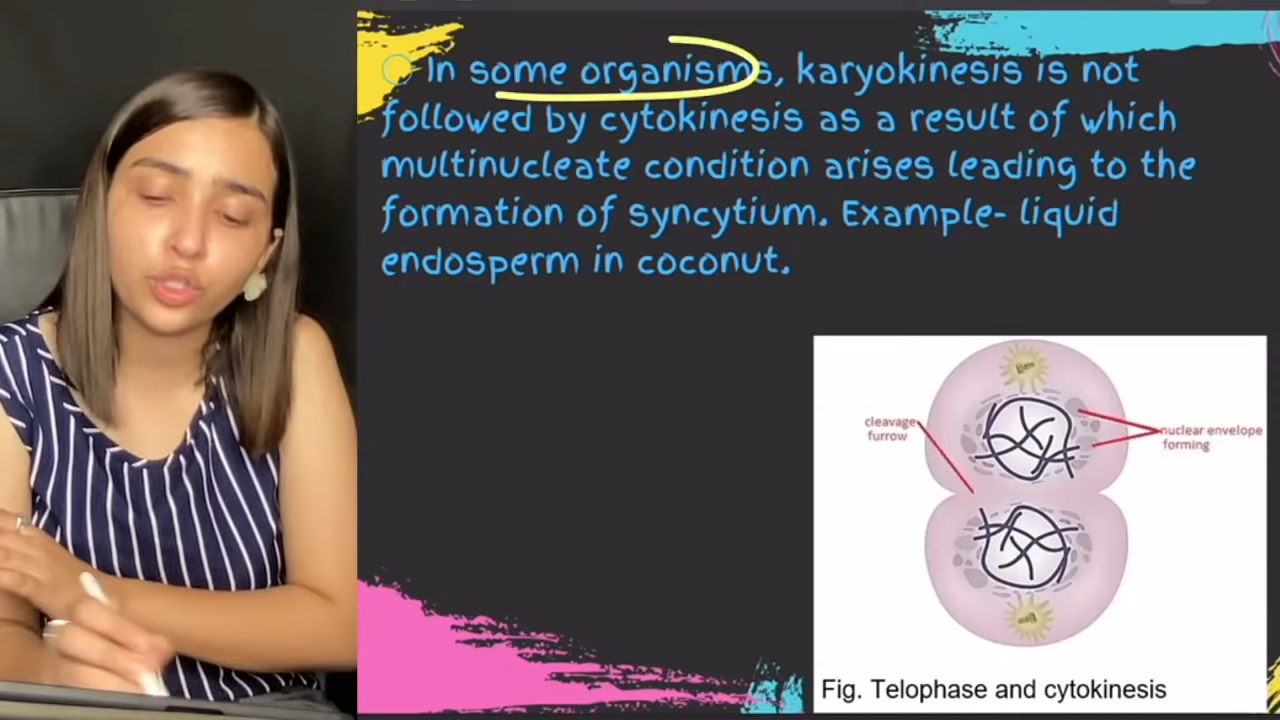 In some organisms, karyokinesis is not
followed by cytokinesis as a result of which
multinucleate condition arises leading to the
formation of syncytium. Example- liquid
endosperm in coconut.
cleavage
furrow
nuclear envelope
forming
Fig. Telophase and cytokinesis